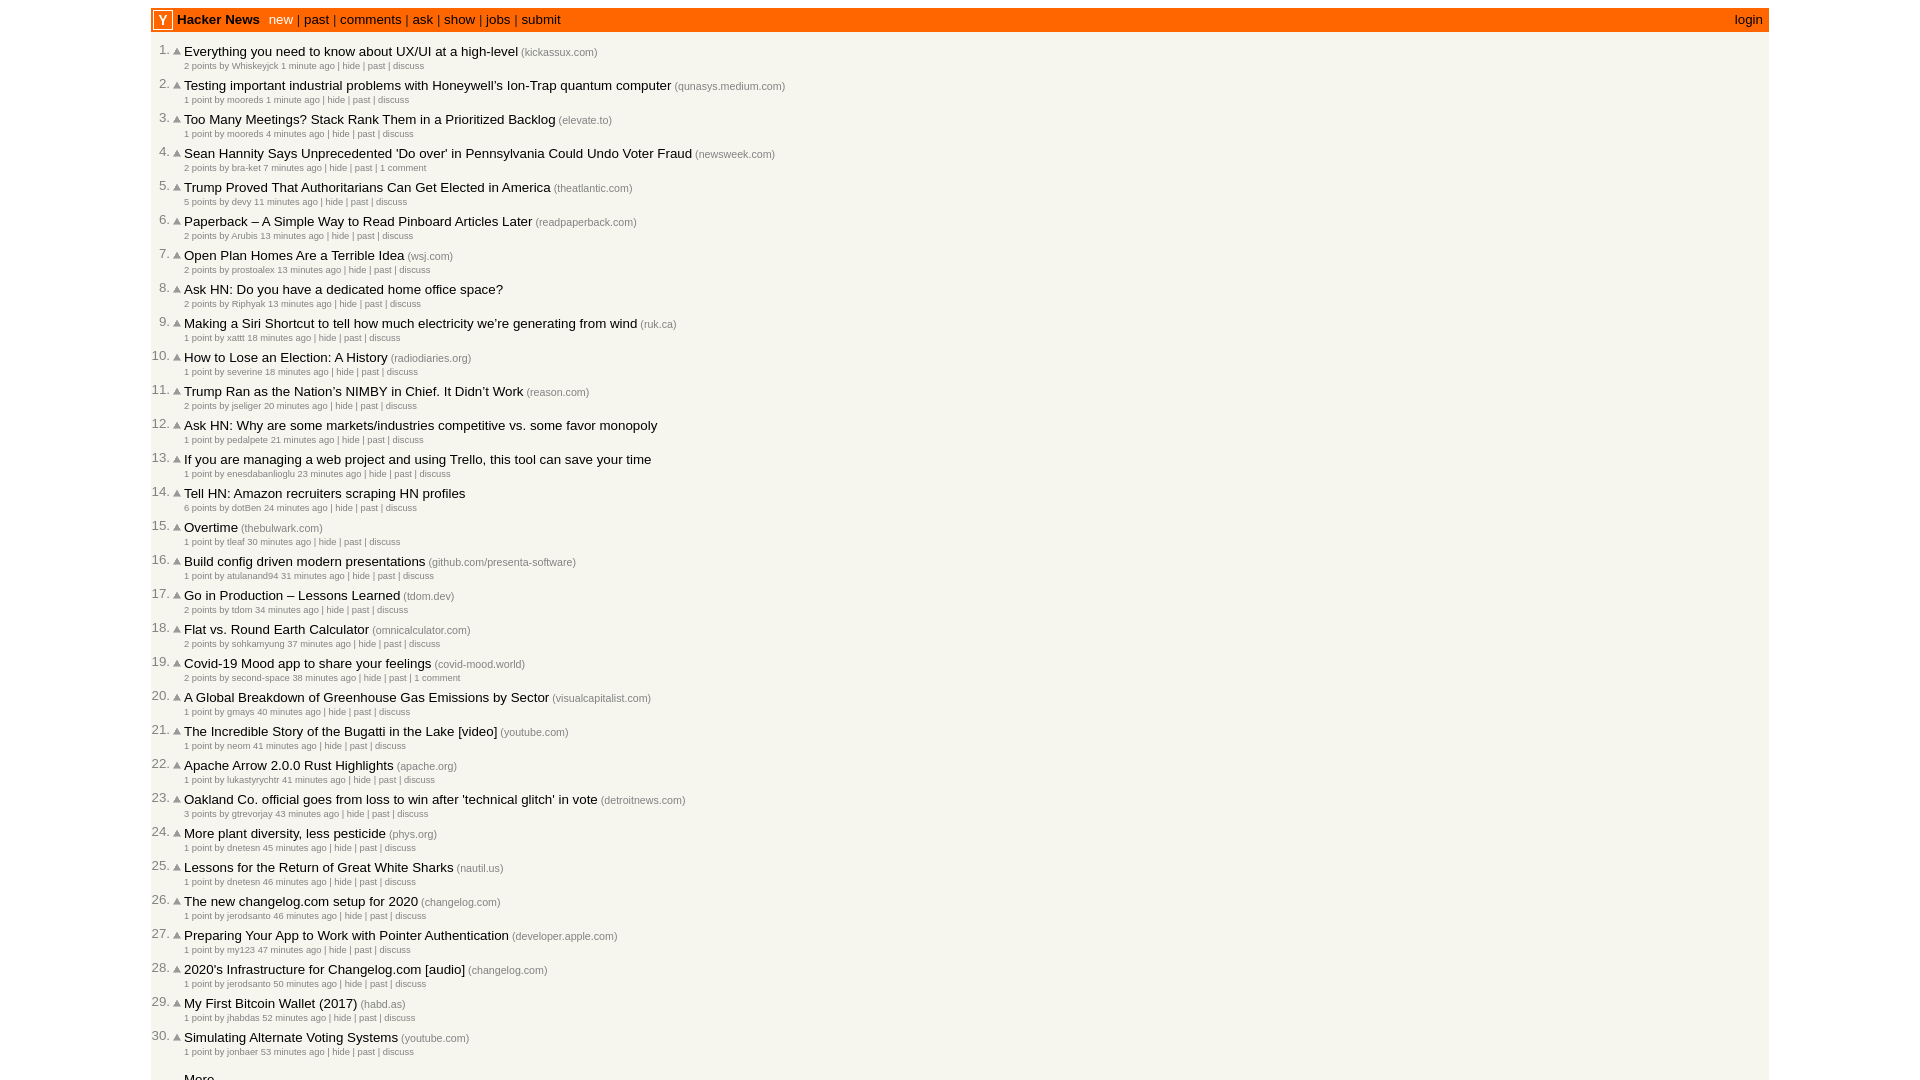 Y Hacker News new | past | comments | ask | show | jobs | submit login
1. Everything you need to know about UX/UI at a high-level (kickassux.com)
2 points by Whiskeyjck 1 minute ago | hide | past | discuss
2. Testing important industrial problems with Honeywell’s Ion-Trap quantum computer (qunasys.medium.com)
1 point by mooreds 1 minute ago | hide | past | discuss
3. Too Many Meetings? Stack Rank Them in a Prioritized Backlog (elevate.to)
1 point by mooreds 4 minutes ago | hide | past | discuss
4. Sean Hannity Says Unprecedented 'Do over' in Pennsylvania Could Undo Voter Fraud (newsweek.com)
2 points by bra-ket 7 minutes ago | hide | past | 1 comment
5. Trump Proved That Authoritarians Can Get Elected in America (theatlantic.com)
5 points by devy 11 minutes ago | hide | past | discuss
6. Paperback – A Simple Way to Read Pinboard Articles Later (readpaperback.com)
2 points by Arubis 13 minutes ago | hide | past | discuss
7. Open Plan Homes Are a Terrible Idea (wsj.com)
2 points by prostoalex 13 minutes ago | hide | past | discuss
8. Ask HN: Do you have a dedicated home office space?
2 points by Riphyak 13 minutes ago | hide | past | discuss
9. Making a Siri Shortcut to tell how much electricity we’re generating from wind (ruk.ca)
1 point by xattt 18 minutes ago | hide | past | discuss
10. How to Lose an Election: A History (radiodiaries.org)
1 point by severine 18 minutes ago | hide | past | discuss
11. Trump Ran as the Nation’s NIMBY in Chief. It Didn’t Work (reason.com)
2 points by jseliger 20 minutes ago | hide | past | discuss
12. Ask HN: Why are some markets/industries competitive vs. some favor monopoly
1 point by pedalpete 21 minutes ago | hide | past | discuss
13. If you are managing a web project and using Trello, this tool can save your time
1 point by enesdabanlioglu 23 minutes ago | hide | past | discuss
14. Tell HN: Amazon recruiters scraping HN profiles
6 points by dotBen 24 minutes ago | hide | past | discuss
15. Overtime (thebulwark.com)
1 point by tleaf 30 minutes ago | hide | past | discuss
16. Build config driven modern presentations (github.com/presenta-software)
1 point by atulanand94 31 minutes ago | hide | past | discuss
17. Go in Production – Lessons Learned (tdom.dev)
2 points by tdom 34 minutes ago | hide | past | discuss
18. Flat vs. Round Earth Calculator (omnicalculator.com)
2 points by sohkamyung 37 minutes ago | hide | past | discuss
19. Covid-19 Mood app to share your feelings (covid-mood.world)
2 points by second-space 38 minutes ago | hide | past | 1 comment
20. A Global Breakdown of Greenhouse Gas Emissions by Sector (visualcapitalist.com)
1 point by gmays 40 minutes ago | hide | past | discuss
21. The Incredible Story of the Bugatti in the Lake [video] (youtube.com)
1 point by neom 41 minutes ago | hide | past | discuss
22. Apache Arrow 2.0.0 Rust Highlights (apache.org)
1 point by lukastyrychtr 41 minutes ago | hide | past | discuss
23. Oakland Co. official goes from loss to win after 'technical glitch' in vote (detroitnews.com)
3 points by gtrevorjay 43 minutes ago | hide | past | discuss
24. More plant diversity, less pesticide (phys.org)
1 point by dnetesn 45 minutes ago | hide | past | discuss
25. Lessons for the Return of Great White Sharks (nautil.us)
1 point by dnetesn 46 minutes ago | hide | past | discuss
26. The new changelog.com setup for 2020 (changelog.com)
1 point by jerodsanto 46 minutes ago | hide | past | discuss
27. Preparing Your App to Work with Pointer Authentication (developer.apple.com)
1 point by my123 47 minutes ago | hide | past | discuss
28. 2020's Infrastructure for Changelog.com [audio] (changelog.com)
1 point by jerodsanto 50 minutes ago | hide | past | discuss
29. My First Bitcoin Wallet (2017) (habd.as)
1 point by jhabdas 52 minutes ago | hide | past | discuss
30. Simulating Alternate Voting Systems (youtube.com)
1 point by jonbaer 53 minutes ago | hide | past | discuss
More